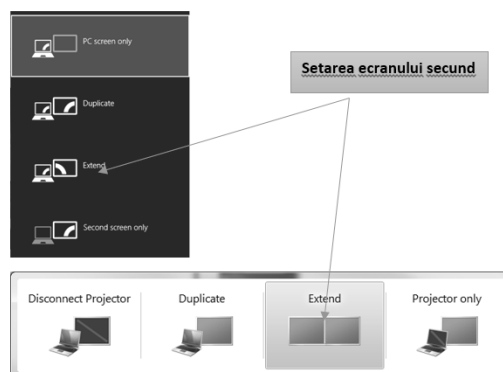 PC screen only
Setarea ecranului secund
Duplicate
Extend
Second screen only
Disconnect Projector
Duplicate
Extend
Projector only